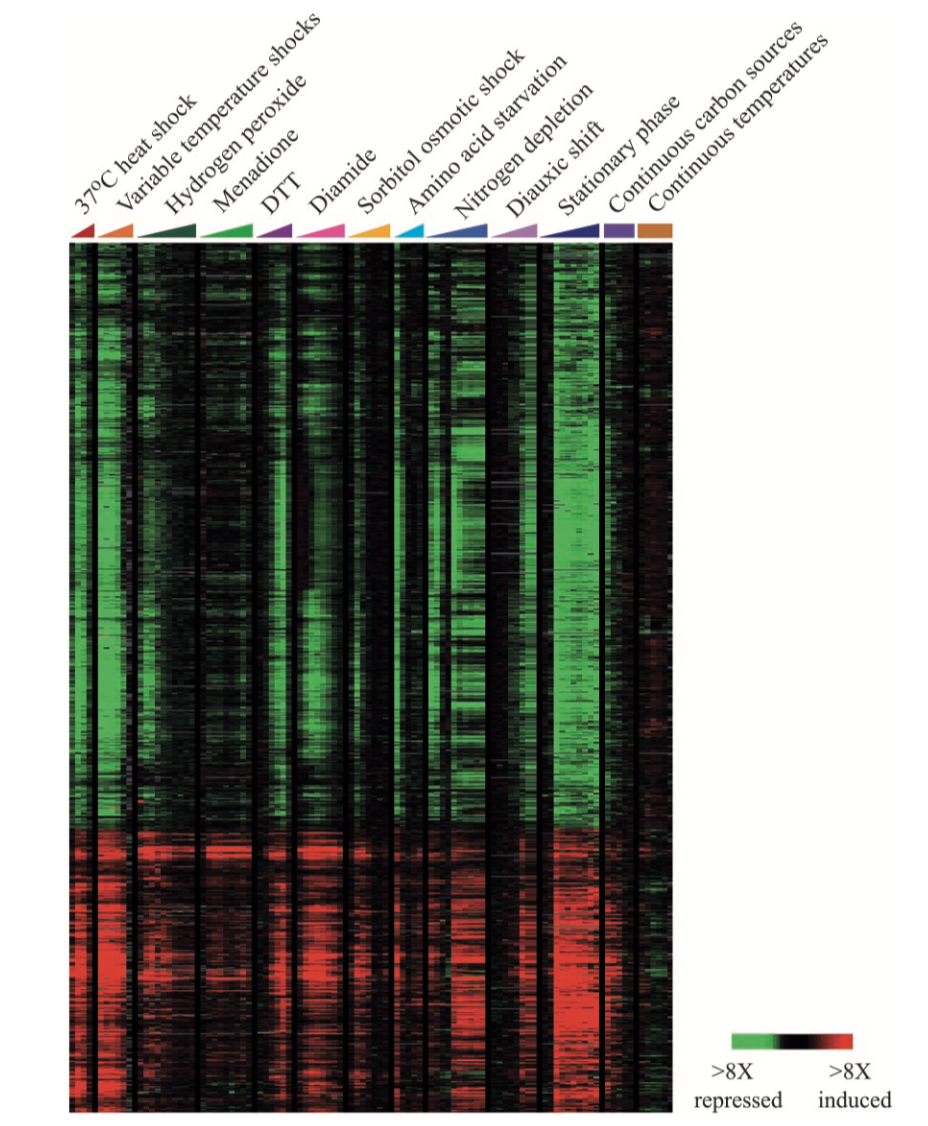 37°C heat shock
Variable temperature shocks
Hydrogen peroxide
Menadione
DTT
Diamide
Sorbitol osmotic shock
Amino acid starvation
Nitrogen depletion
Diauxic shift
Stationary phase
Continuous carbon sources
Continuous temperatures
>8X >8X
repressed induced